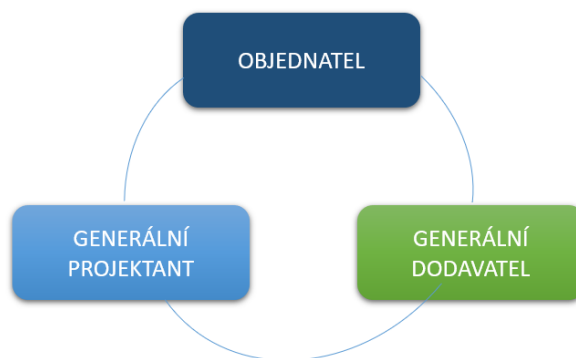 OBJEDNATEL
GENERÁLNÍ
PROJEKTANT
GENERÁLNÍ
DODAVATEL